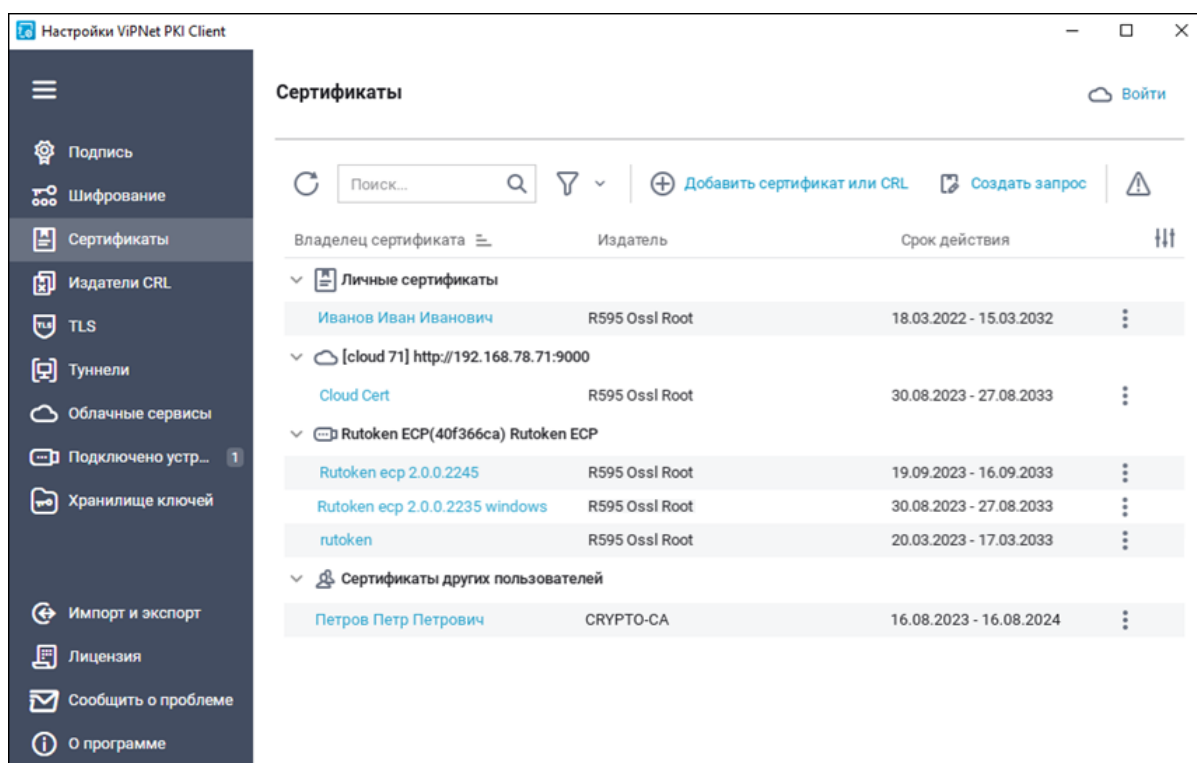 Настройки ViPNet PKI Client
Сертификаты
Войти
Подпись
Шифрование
Сертификаты
Издатели CRL
TLS
Туннели
Облачные сервисы
Подключено устр... 1
Хранилище ключей
Импорт и экспорт
Лицензия
Сообщить о проблеме
О программе
Поиск...
Добавить сертификат или CRL
Создать запрос
Владелец сертификата Издатель Срок действия
Личные сертификаты
Иванов Иван Иванович R595 Ossl Root 18.03.2022 - 15.03.2032
[cloud 71] http://192.168.78.71:9000
Cloud Cert R595 Ossl Root 30.08.2023 - 27.08.2033
Rutoken ECP(40f366ca) Rutoken ECP
Rutoken ecp 2.0.0.2245 R595 Ossl Root 19.09.2023 - 16.09.2033
Rutoken ecp 2.0.0.2235 windows R595 Ossl Root 30.08.2023 - 27.08.2033
rutoken R595 Ossl Root 20.03.2023 - 17.03.2033
Сертификаты других пользователей
Петров Петр Петрович CRYPTO-CA 16.08.2023 - 16.08.2024